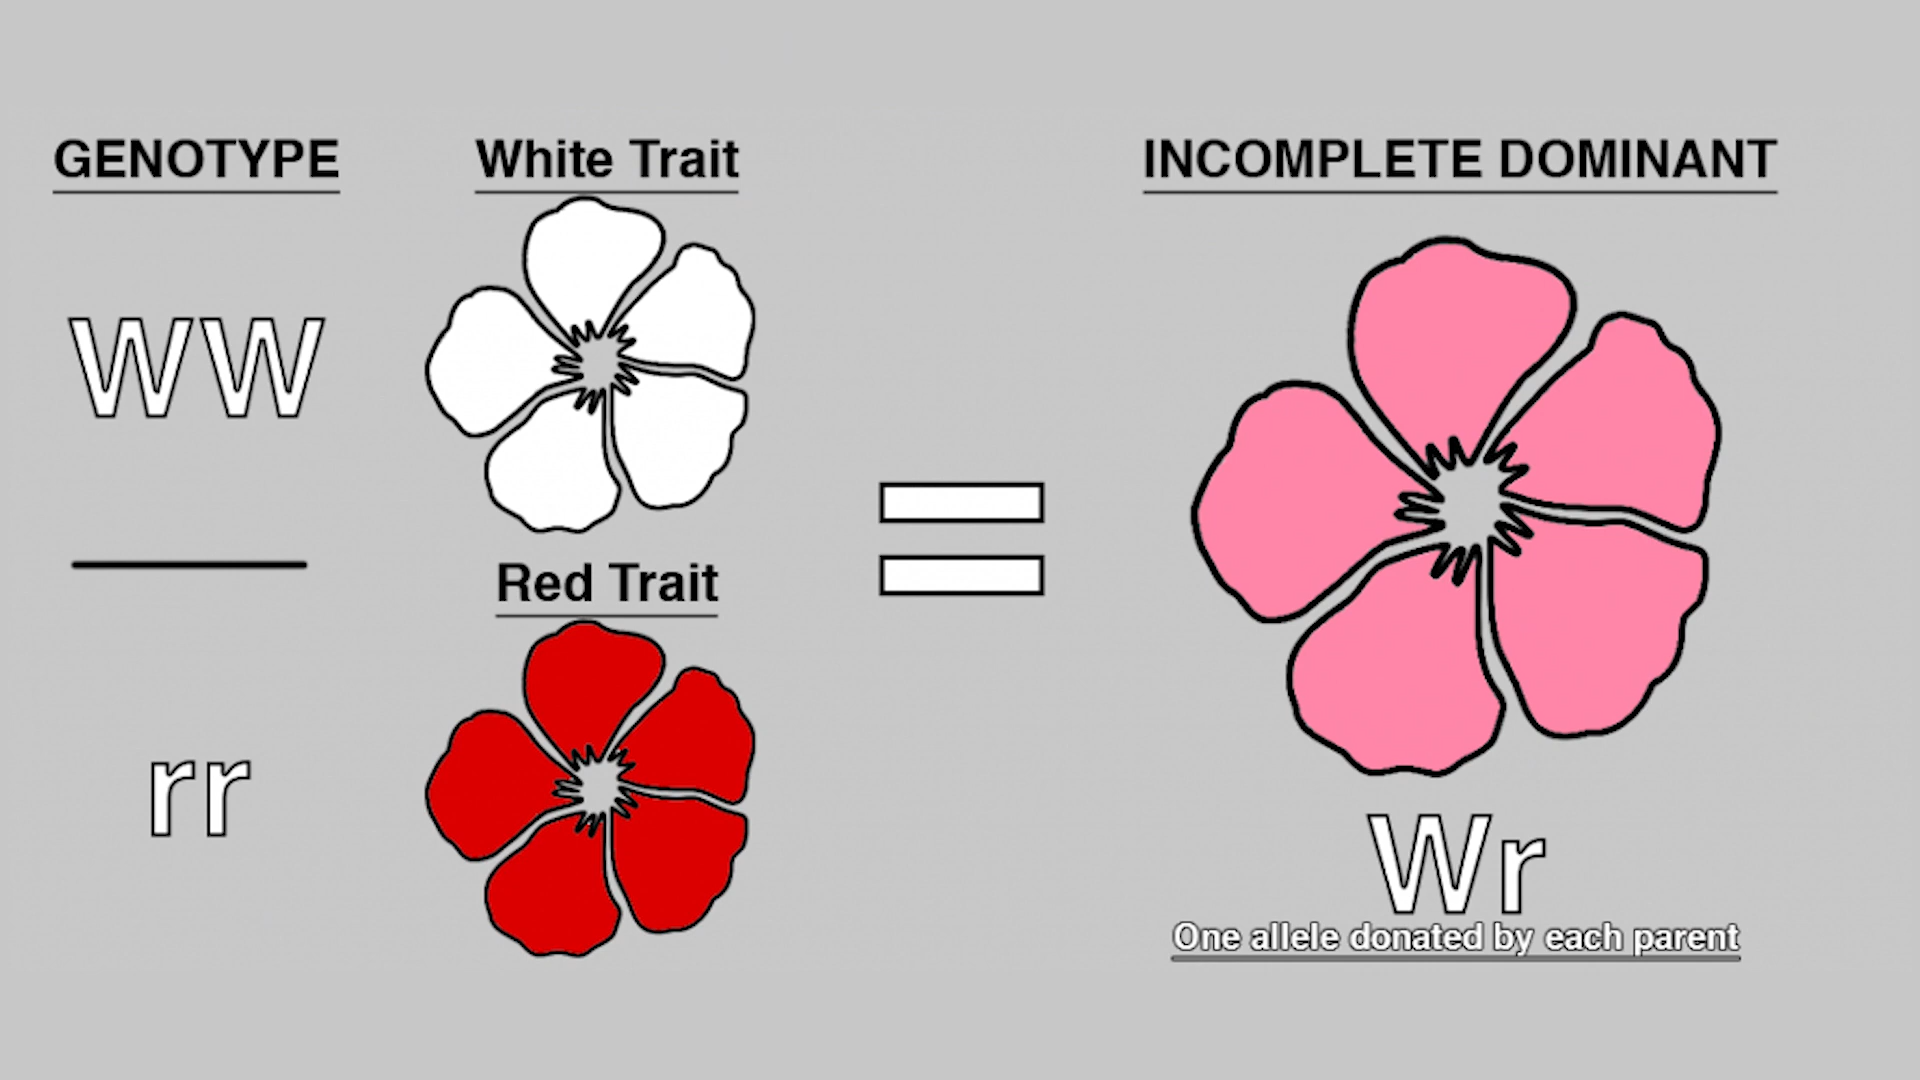 GENOTYPE
White Trait
INCOMPLETE DOMINANT
WW
Red Trait
rr
Wr
One allele donated by each parent